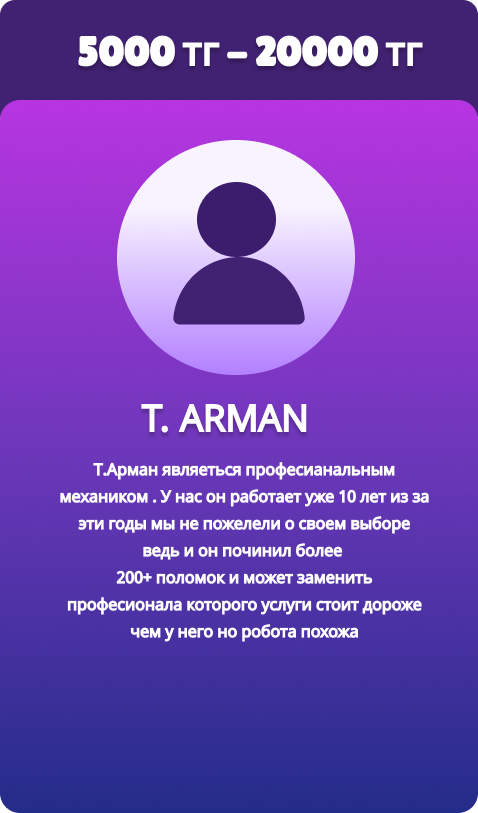 5000 ТГ – 20000 ТГ
T. ARMAN
Т.Арман являеться професианальным
механиком . У нас он работает уже 10 лет из за
эти годы мы не пожелели о своем выборе
ведь и он починил более
200+ поломок и может заменить
професионала которого услуги стоит дороже
чем у него но робота похожа